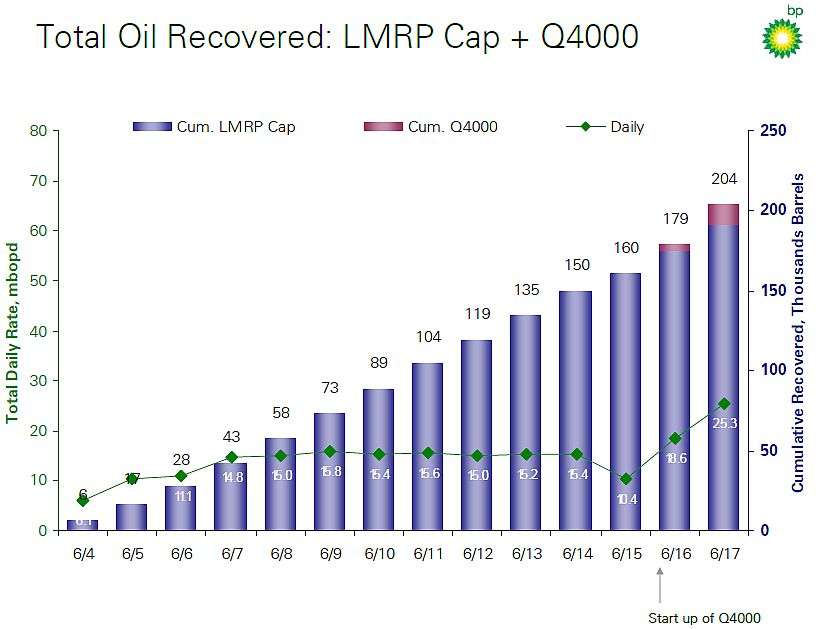 bp
Total Oil Recovered: LMRP Cap + Q4000
Cum. LMRP Cap Cum. Q4000 Daily
Total Daily Rate, mbopd
80
70
60
50
40
30
20
10
0
250
200
150
100
50
0
Cumulative Recovered, Thousands Barrels
6 17 28 43 58 73 89 104 119 135 150 160 179 204
6.1 11.1 14.8 15.0 15.8 15.4 15.6 15.0 15.2 15.4 10.4 18.6 25.3
6/4 6/5 6/6 6/7 6/8 6/9 6/10 6/11 6/12 6/13 6/14 6/15 6/16 6/17
Start up of Q4000